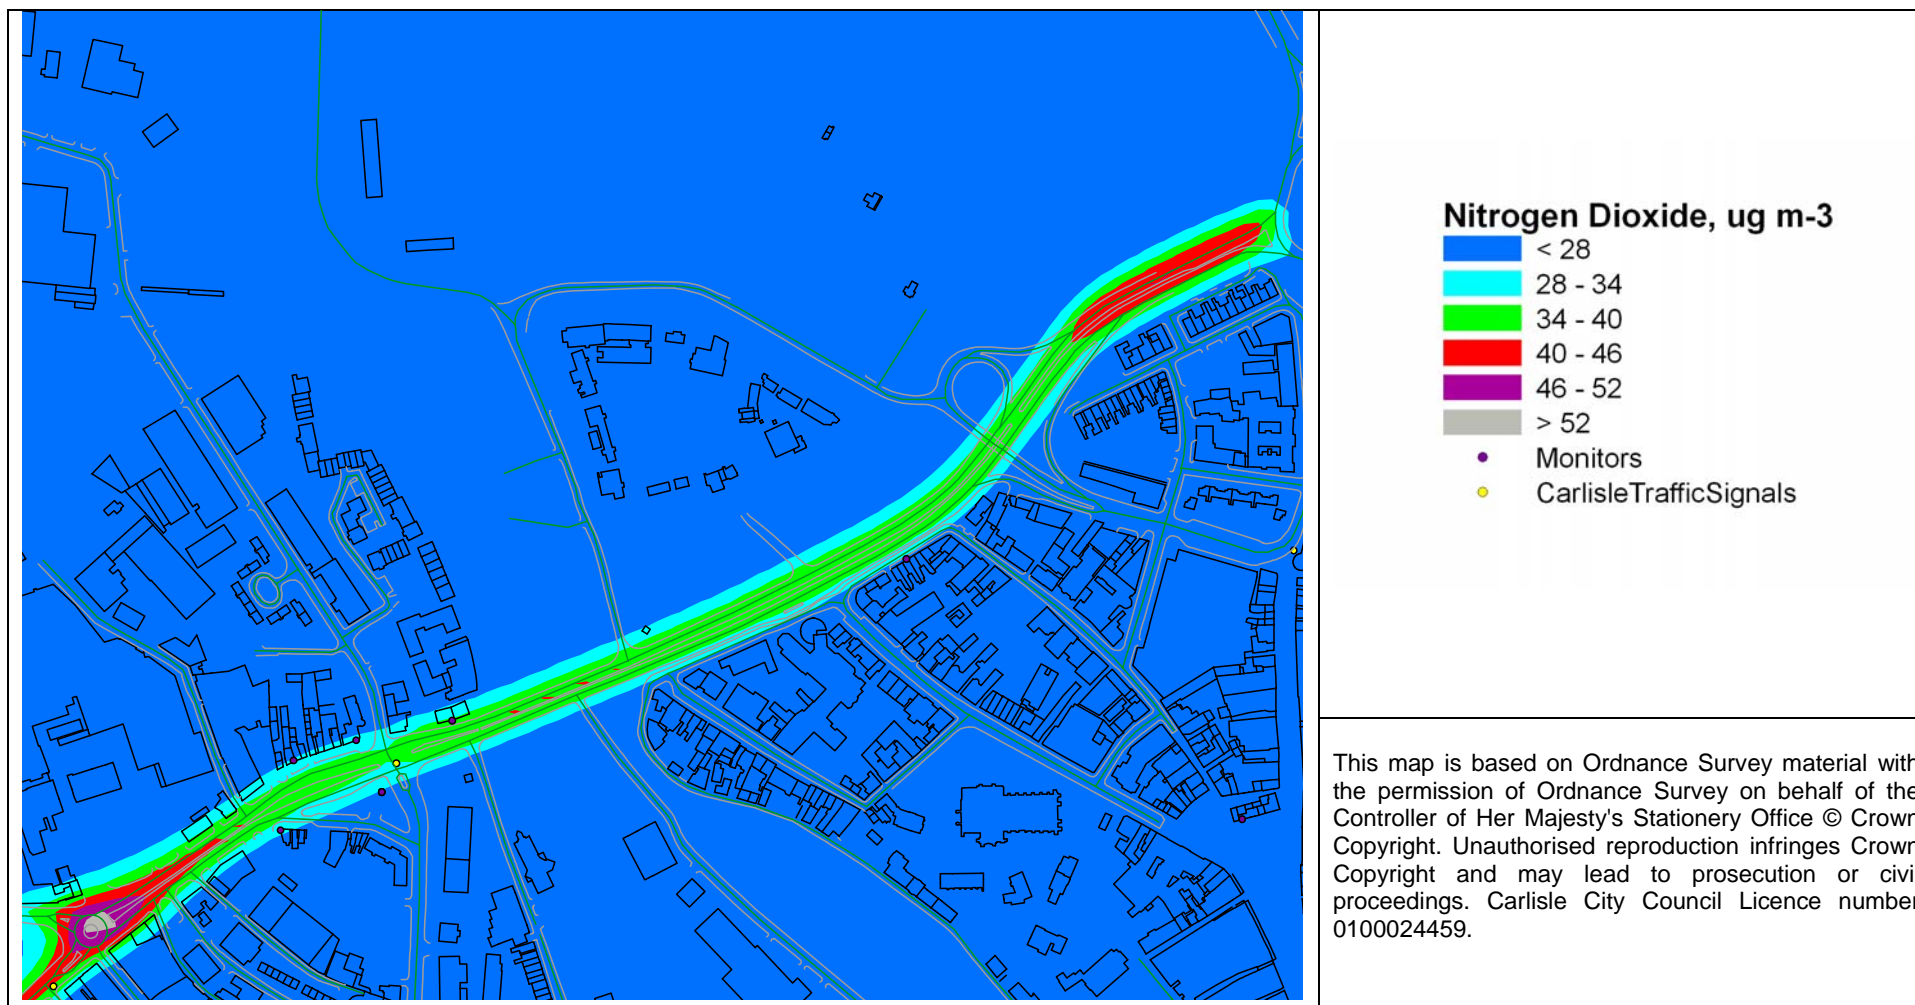 Nitrogen Dioxide, ug m-3
< 28
28 - 34
34 - 40
40 - 46
46 - 52
> 52
Monitors
CarlisleTrafficSignals
This map is based on Ordnance Survey material with
the permission of Ordnance Survey on behalf of the
Controller of Her Majesty's Stationery Office © Crown
Copyright. Unauthorised reproduction infringes Crown
Copyright and may lead to prosecution or civi
proceedings. Carlisle City Council Licence number
0100024459.